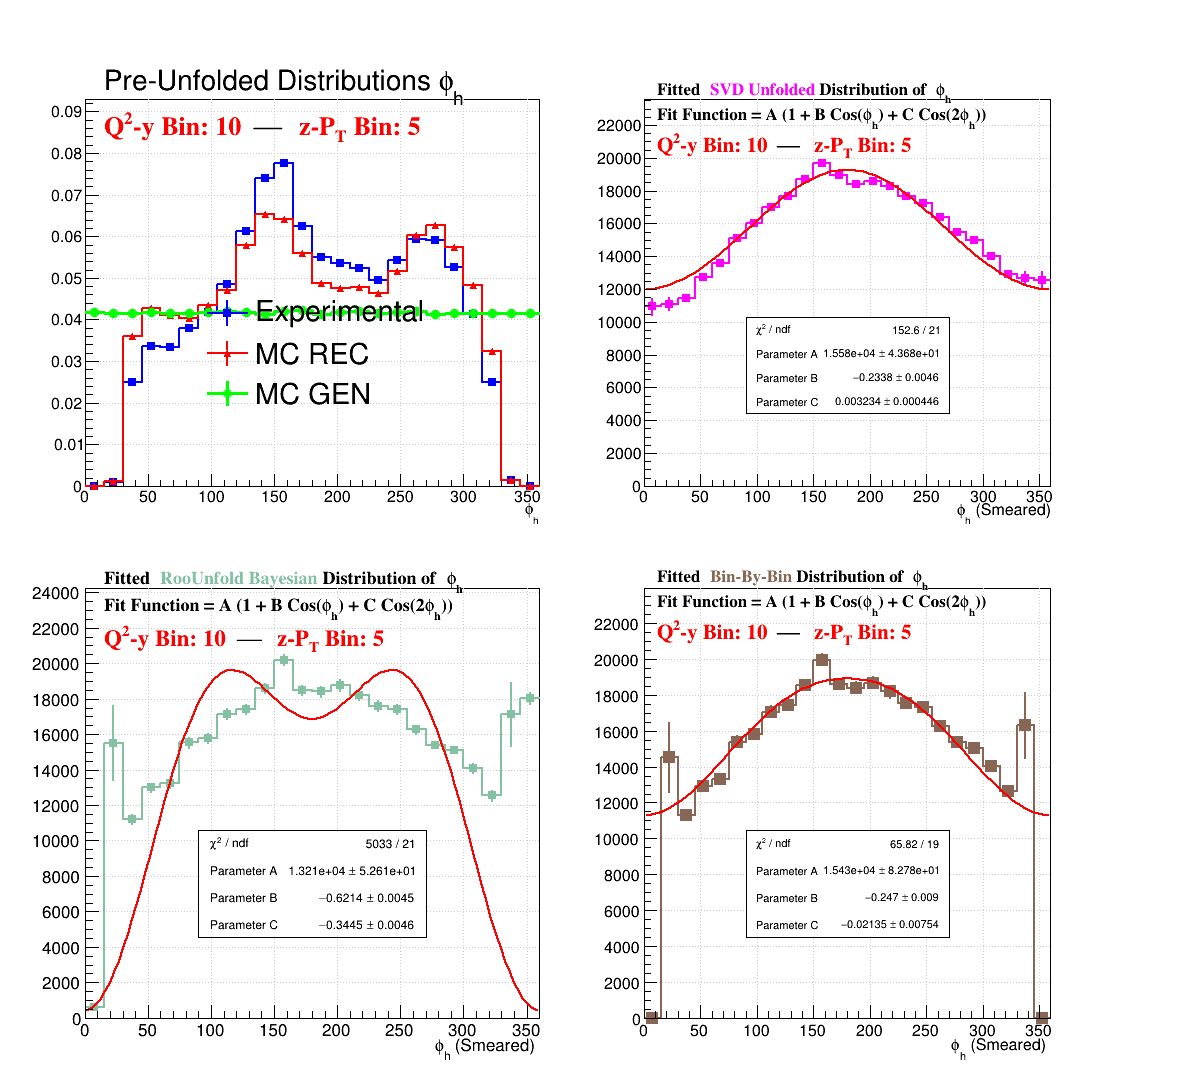 Pre-Unfolded Distributions ϕh
Q²-y Bin: 10 — z-PT Bin: 5
0.09
0.08
0.07
0.06
0.05
0.04
0.03
0.02
0.01
0
Experimental
MC REC
MC GEN
0 50 100 150 200 250 300 350
ϕh
Fitted SVD Unfolded Distribution of ϕh
Fit Function = A (1 + B Cos(ϕh) + C Cos(2ϕh))
Q²-y Bin: 10 — z-PT Bin: 5
22000
20000
18000
16000
14000
12000
10000
8000
6000
4000
2000
0
χ² / ndf 152.6 / 21
Parameter A 1.558e+04 ± 4.368e+01
Parameter B −0.2338 ± 0.0046
Parameter C 0.003234 ± 0.000446
0 50 100 150 200 250 300 350
ϕh (Smeared)
Fitted RooUnfold Bayesian Distribution of ϕh
Fit Function = A (1 + B Cos(ϕh) + C Cos(2ϕh))
Q²-y Bin: 10 — z-PT Bin: 5
24000
22000
20000
18000
16000
14000
12000
10000
8000
6000
4000
2000
0
χ² / ndf 5033 / 21
Parameter A 1.321e+04 ± 5.261e+01
Parameter B −0.6214 ± 0.0045
Parameter C −0.3445 ± 0.0046
0 50 100 150 200 250 300 350
ϕh (Smeared)
Fitted Bin-By-Bin Distribution of ϕh
Fit Function = A (1 + B Cos(ϕh) + C Cos(2ϕh))
Q²-y Bin: 10 — z-PT Bin: 5
22000
20000
18000
16000
14000
12000
10000
8000
6000
4000
2000
0
χ² / ndf 65.82 / 19
Parameter A 1.543e+04 ± 8.278e+01
Parameter B −0.247 ± 0.009
Parameter C −0.02135 ± 0.00754
0 50 100 150 200 250 300 350
ϕh (Smeared)